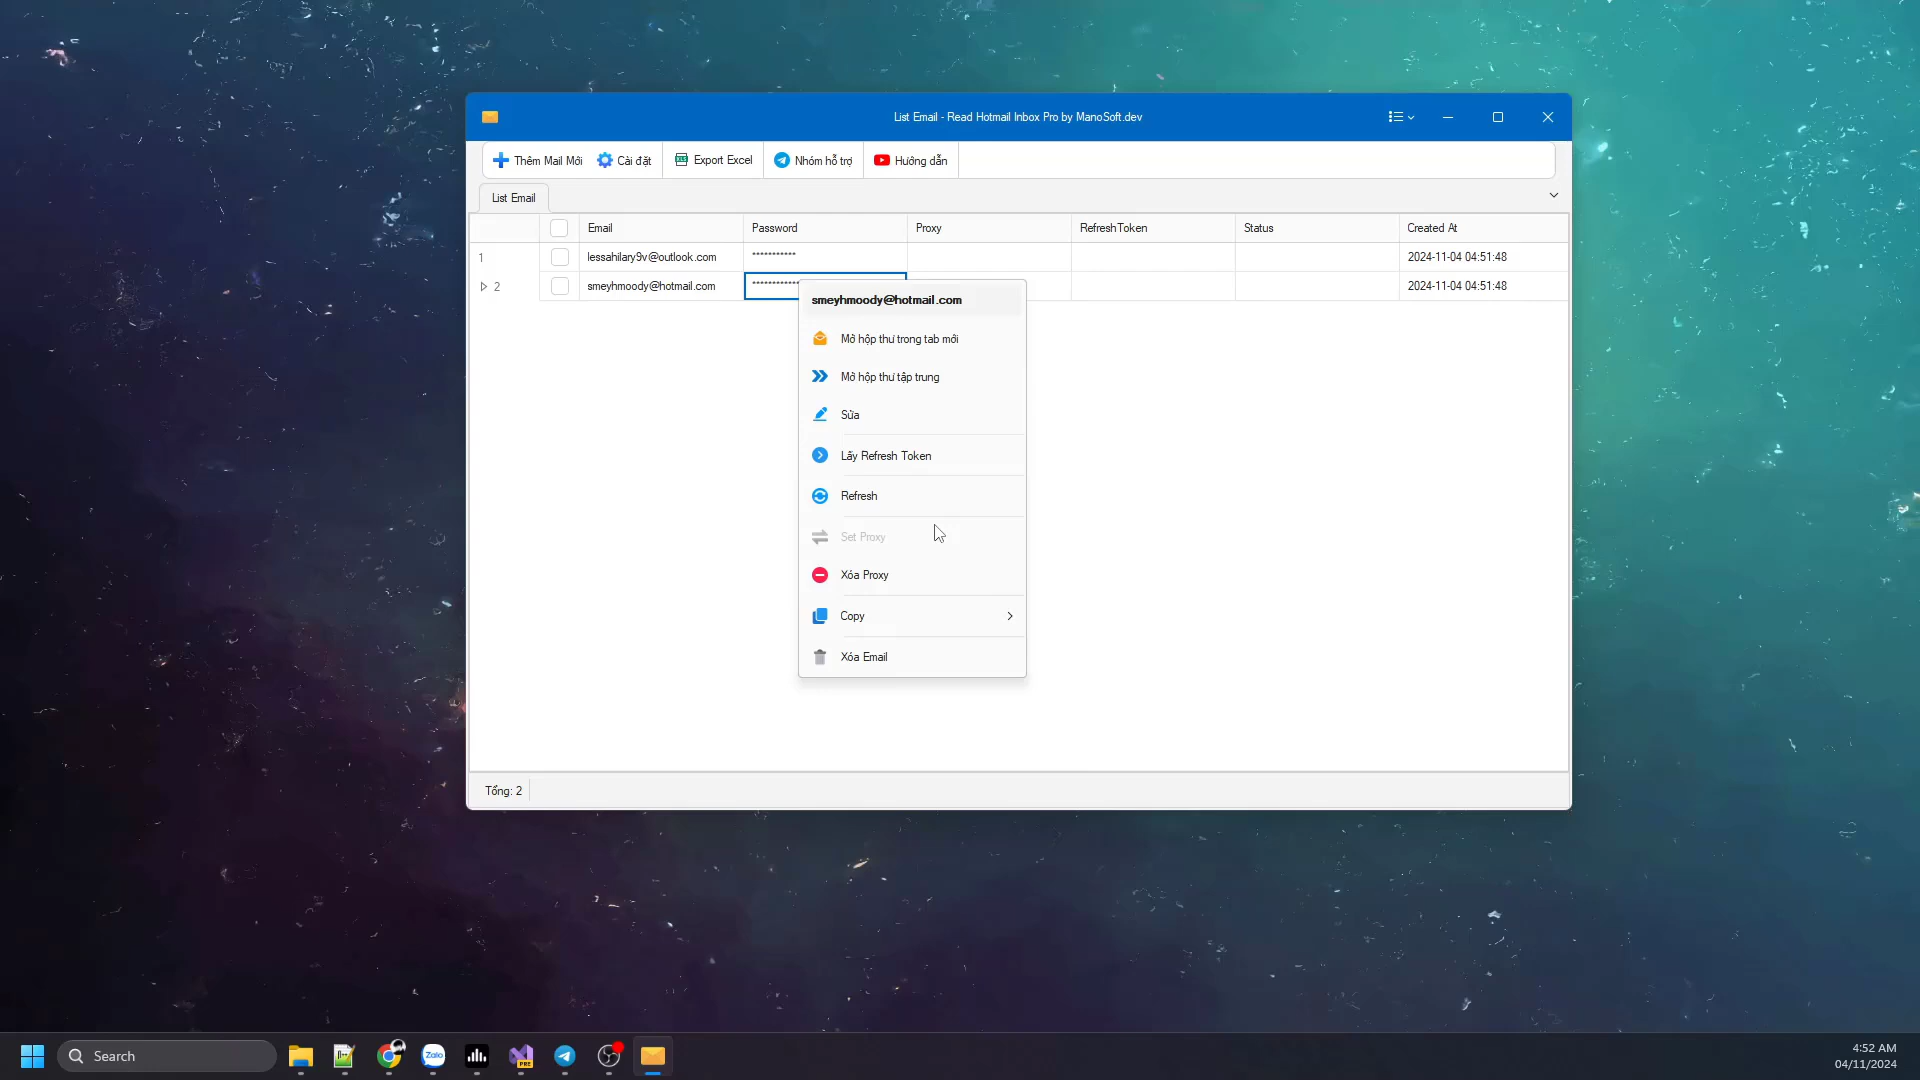 List Email - Read Hotmail Inbox Pro by ManoSoft.dev
Thêm Mail Mới Cài đặt Export Excel Nhóm hỗ trợ Hướng dẫn
List Email
Email Password Proxy RefreshToken Status Created At
1 lessahilary9v@outlook.com *********** 2024-11-04 04:51:48
2 smeyhmoody@hotmail.com 2024-11-04 04:51:48
smeyhmoody@hotmail.com
Mở hộp thư trong tab mới
Mở hộp thư tập trung
Sửa
Lấy Refresh Token
Refresh
Set Proxy
Xóa Proxy
Copy
Xóa Email
Tổng: 2
Search
Zalo
PRE
4:52 AM
04/11/2024